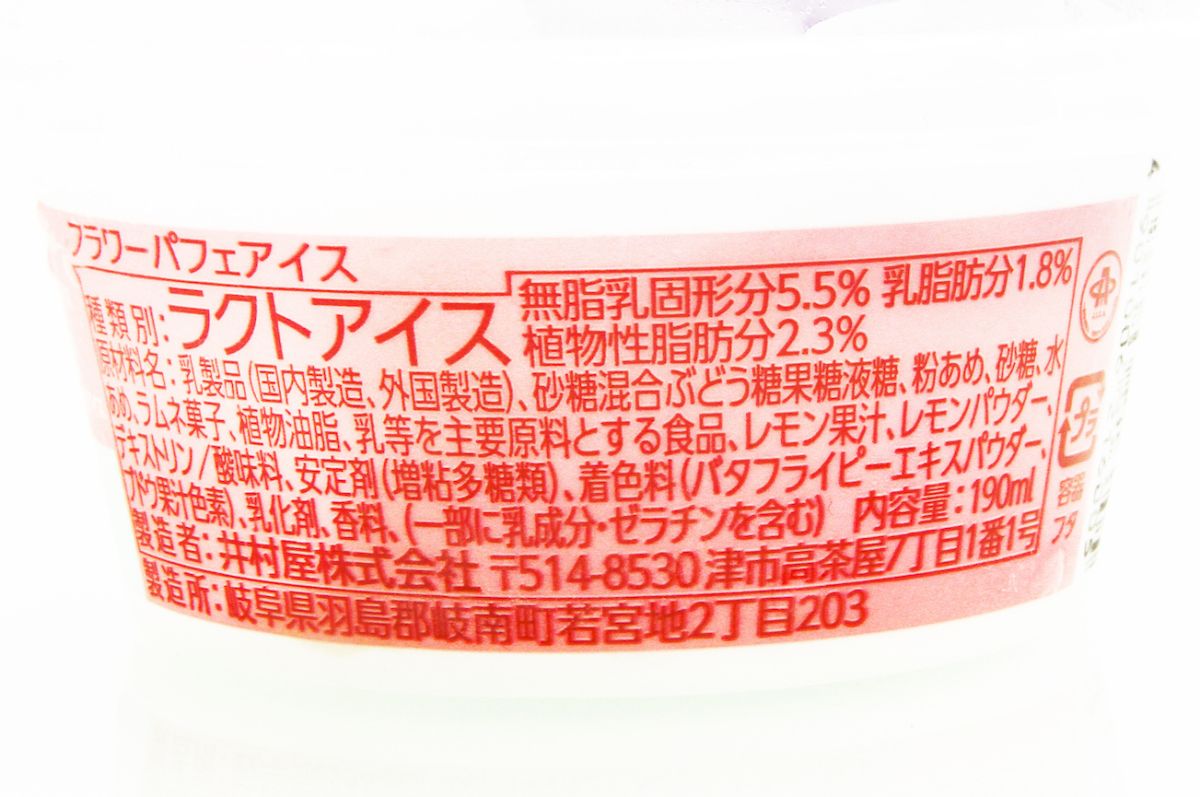 フラワーパフェアイス
種類別:ラクトアイス
無脂乳固形分5.5% 乳脂肪分1.8%
植物性脂肪分2.3%
原材料名:乳製品(国内製造、外国製造)、砂糖混合ぶどう糖果糖液糖、粉あめ、砂糖、水
あめ、ラムネ菓子、植物油脂、乳等を主要原料とする食品、レモン果汁、レモンパウダー、
デキストリン/酸味料、安定剤(増粘多糖類)、着色料(バタフライピーエキスパウダー、
ブドウ果汁色素)、乳化剤、香料、(一部に乳成分・ゼラチンを含む) 内容量:190ml
製造者:井村屋株式会社 〒514-8530 津市高茶屋7丁目1番1号
製造所:岐阜県羽島郡岐南町若宮地2丁目203
プラ
容器
フタ